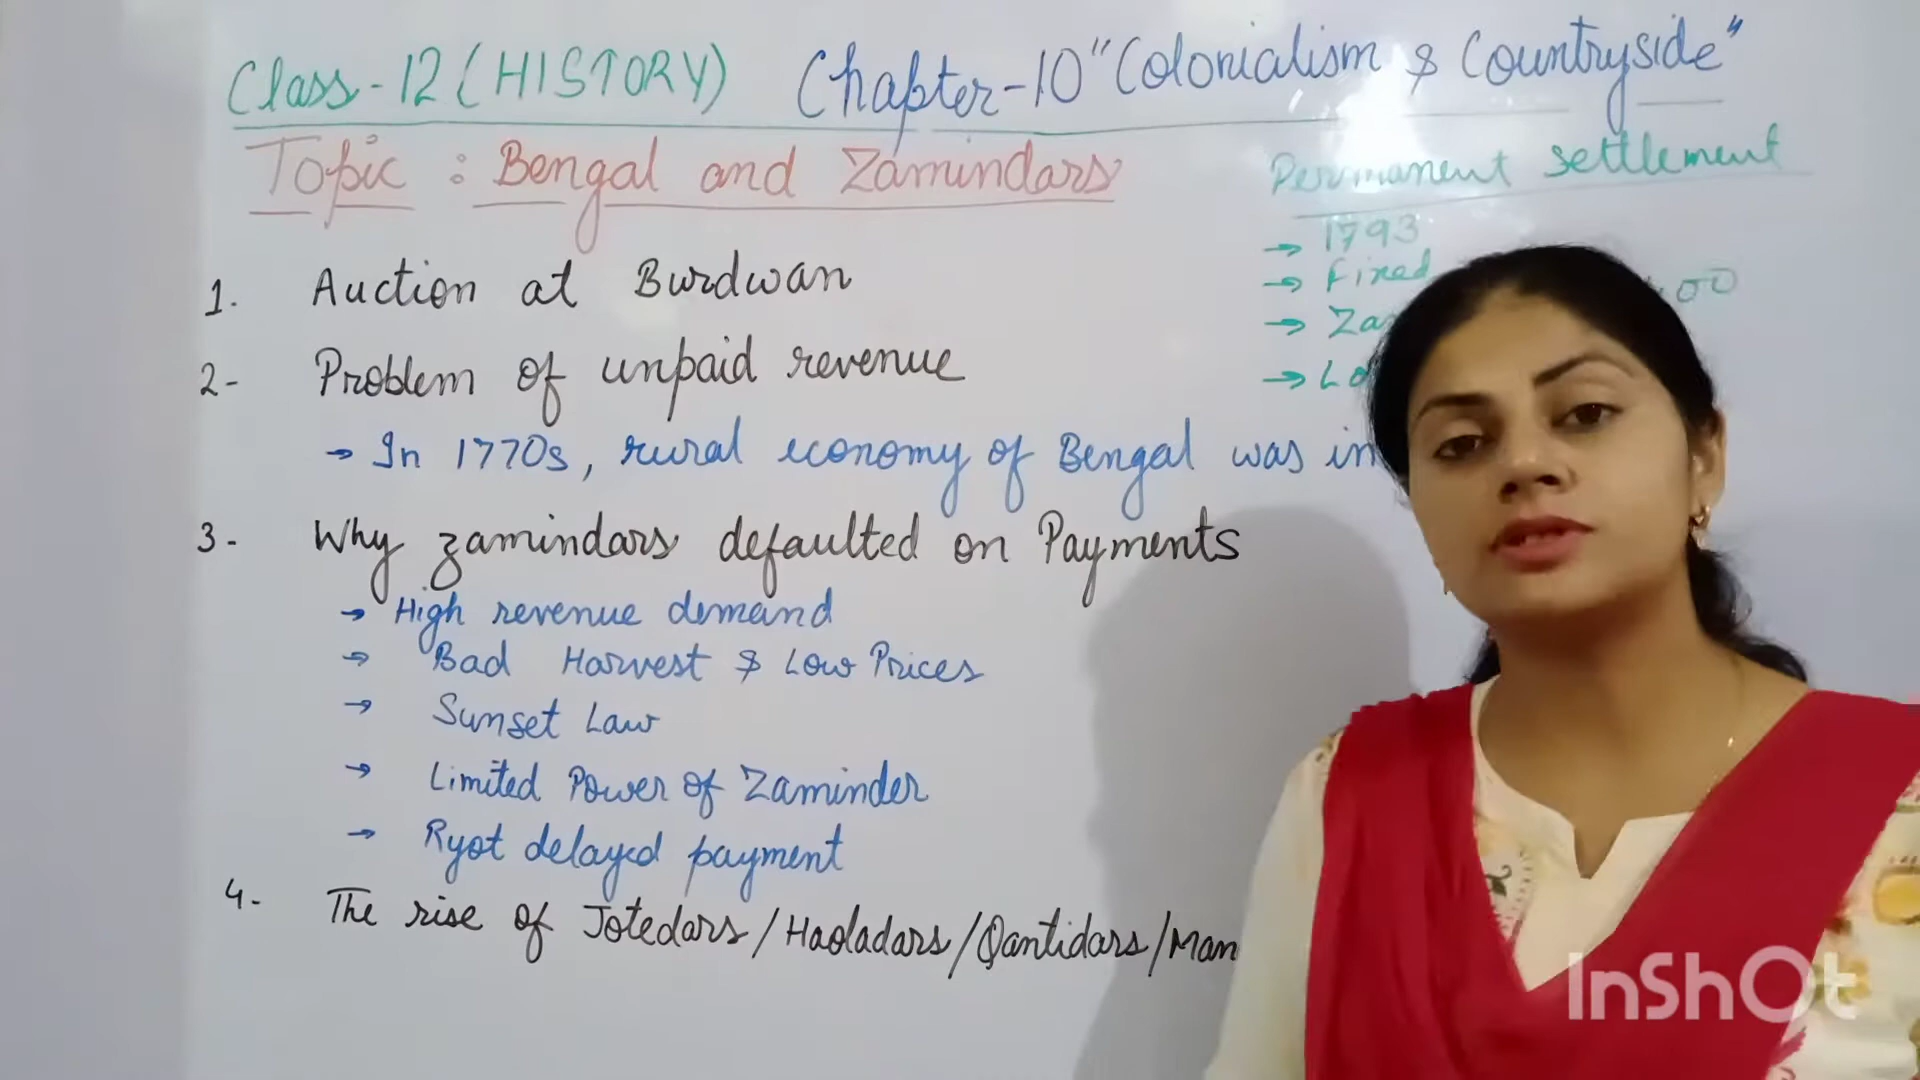 Class-12 (HISTORY) Chapter-10 "Colonialism & Countryside"
Topic : Bengal and Zamindars
Permanent settlement
→ 1793
→ Fixed
→
→
1. Auction at Burdwan
2- Problem of unpaid revenue
→ In 1770s, rural economy of Bengal was in
3- Why zamindars defaulted on Payments
→ High revenue demand
→ Bad Harvest & Low Prices
→ Sunset Law
→ Limited Power of Zaminder
→ Ryot delayed payment
4- The rise of Jotedars/Haoladars/Qantidars/Man
InShOt